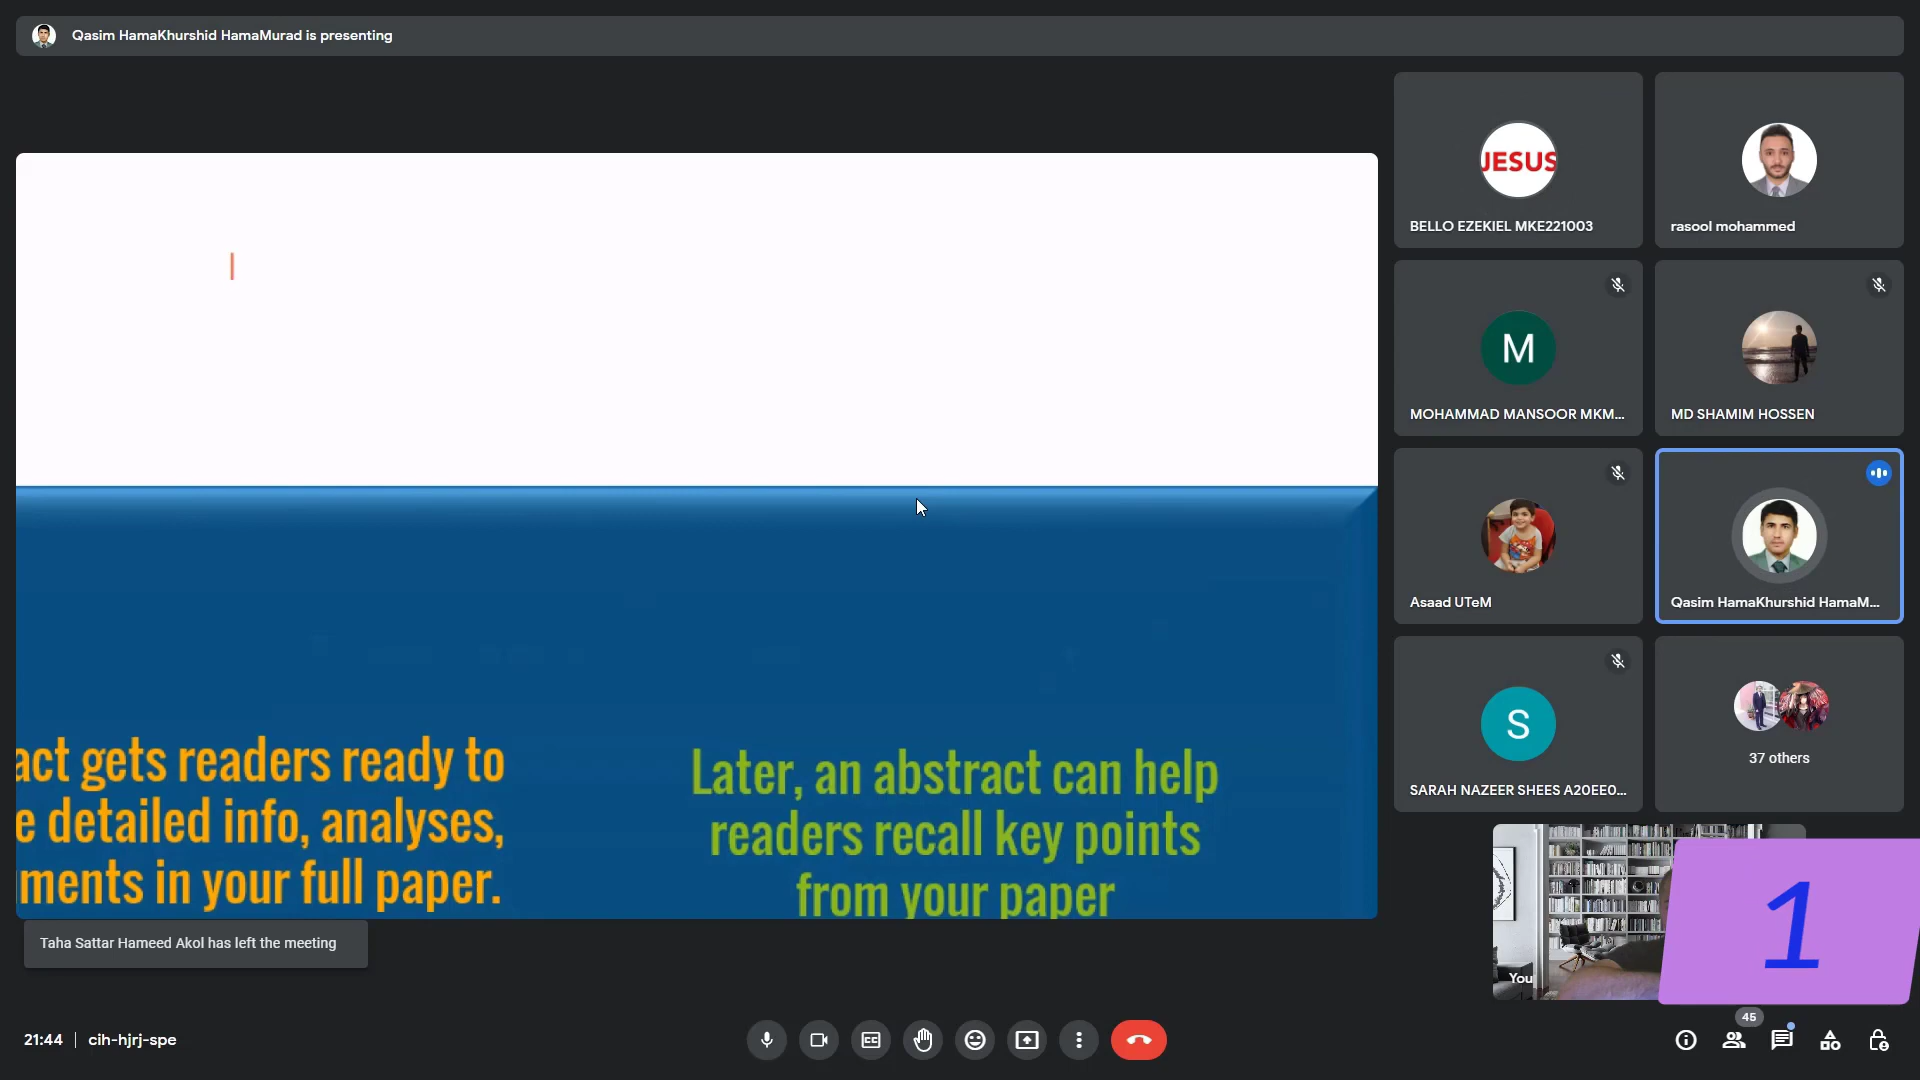 Qasim HamaKhurshid HamaMurad is presenting
JESUS
BELLO EZEKIEL MKE221003
rasool mohammed
M
MOHAMMAD MANSOOR MKM...
MD SHAMIM HOSSEN
Asaad UTeM
Qasim HamaKhurshid HamaM...
S
SARAH NAZEER SHEES A20EE0...
37 others
act gets readers ready to
e detailed info, analyses,
ments in your full paper.
Later, an abstract can help
readers recall key points
from your paper
Taha Sattar Hameed Akol has left the meeting
You
1
21:44 | cih-hjrj-spe
CC
45